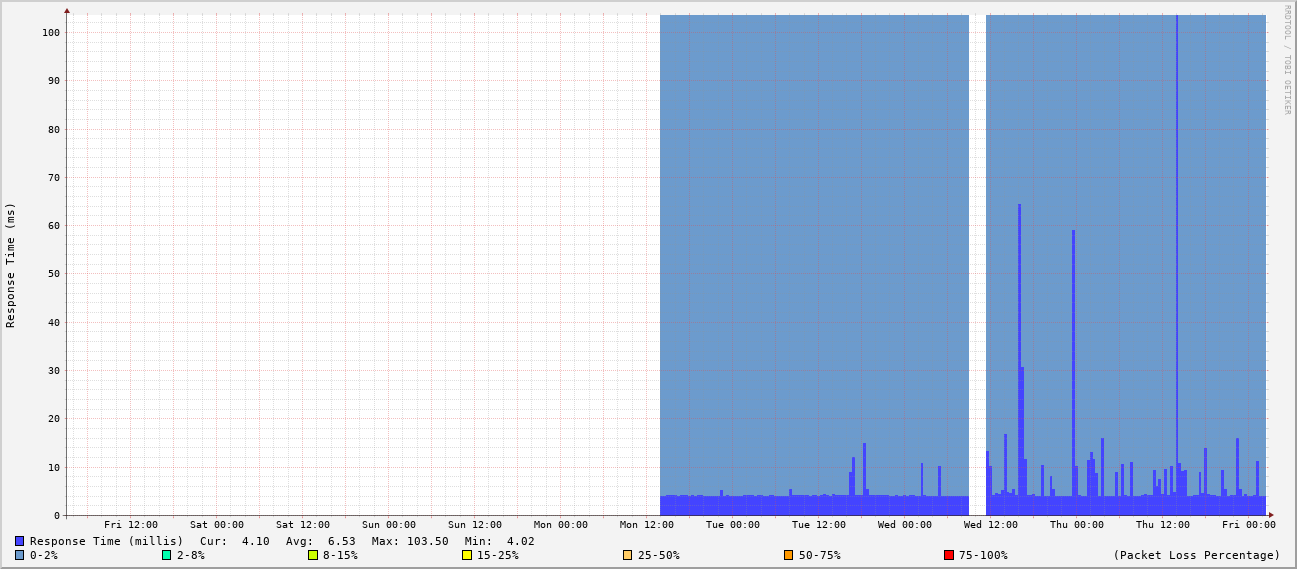 RRDTOOL / TOBI OETIKER
Response Time (ms)
100
90
80
70
60
50
40
30
20
10
0
Fri 12:00 Sat 00:00 Sat 12:00 Sun 00:00 Sun 12:00 Mon 00:00 Mon 12:00 Tue 00:00 Tue 12:00 Wed 00:00 Wed 12:00 Thu 00:00 Thu 12:00 Fri 00:00
Response Time (millis) Cur: 4.10 Avg: 6.53 Max: 103.50 Min: 4.02
0-2% 2-8% 8-15% 15-25% 25-50% 50-75% 75-100% (Packet Loss Percentage)